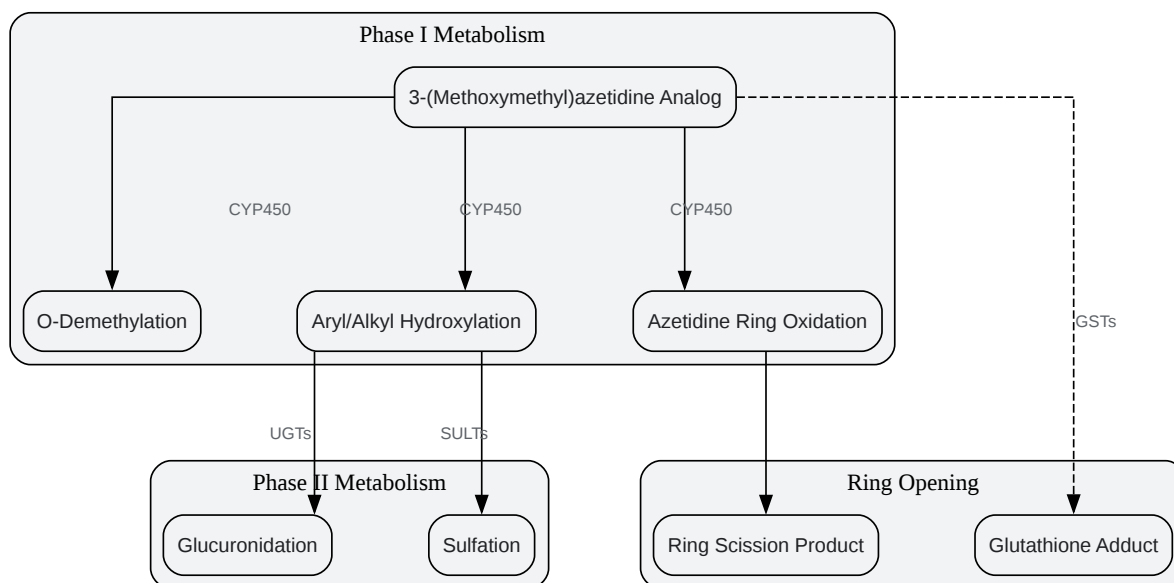 Phase I Metabolism
3-(Methoxymethyl)azetidine Analog
CYP450
CYP450
CYP450
O-Demethylation
Aryl/Alkyl Hydroxylation
Azetidine Ring Oxidation
GSTs
UGTs
SULTs
Phase II Metabolism
Ring Opening
Glucuronidation
Sulfation
Ring Scission Product
Glutathione Adduct